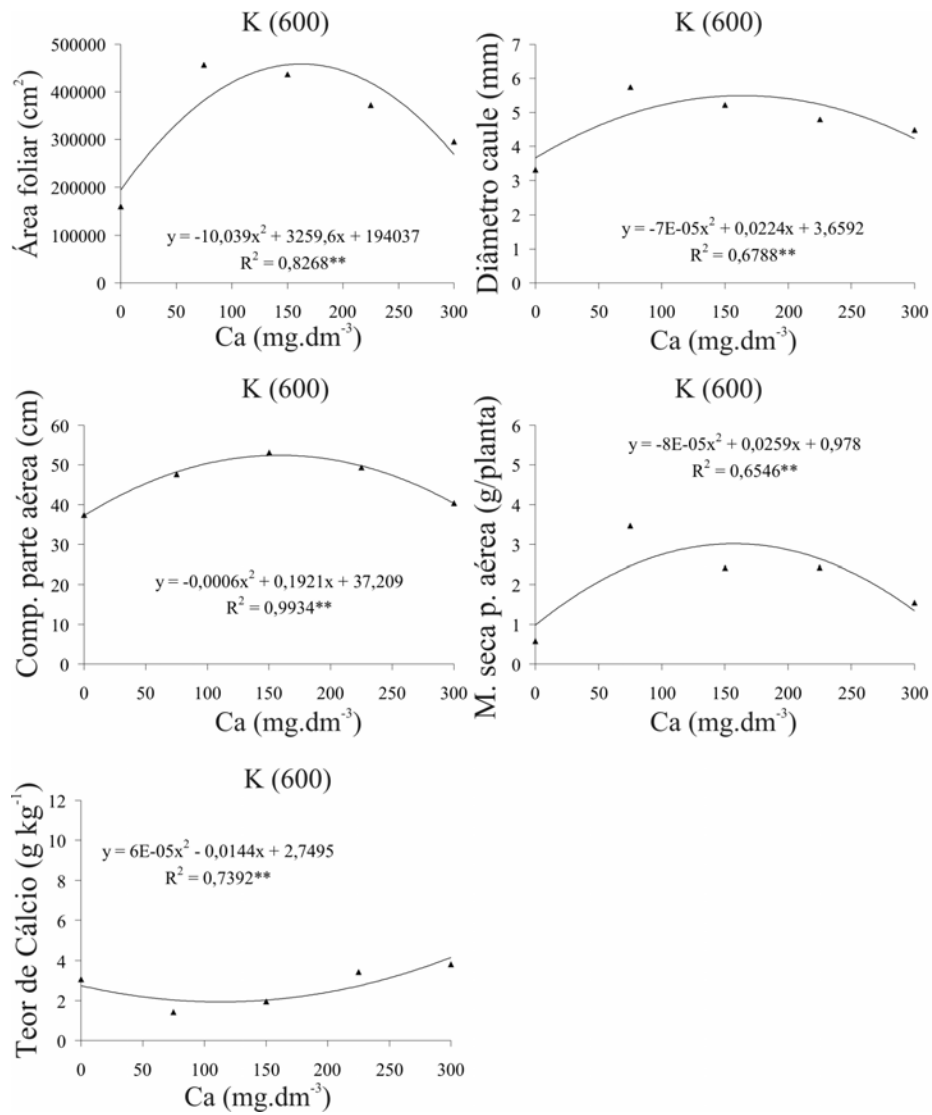 K (600)
Área foliar (cm²)
500000
400000
300000
200000
100000
0
y = -10,039x² + 3259,6x + 194037
R² = 0,8268**
0 50 100 150 200 250 300
Ca (mg.dm⁻³)
K (600)
Diâmetro caule (mm)
7
6
5
4
3
2
1
0
y = -7E-05x² + 0,0224x + 3,6592
R² = 0,6788**
0 50 100 150 200 250 300
Ca (mg.dm⁻³)
K (600)
Comp. parte aérea (cm)
60
50
40
30
20
10
0
y = -0,0006x² + 0,1921x + 37,209
R² = 0,9934**
0 50 100 150 200 250 300
Ca (mg.dm⁻³)
K (600)
M. seca p. aérea (g/planta)
6
5
4
3
2
1
0
y = -8E-05x² + 0,0259x + 0,978
R² = 0,6546**
0 50 100 150 200 250 300
Ca (mg.dm⁻³)
K (600)
Teor de Cálcio (g kg⁻¹)
12
10
8
6
4
2
0
y = 6E-05x² - 0,0144x + 2,7495
R² = 0,7392**
0 50 100 150 200 250 300
Ca (mg.dm⁻³)